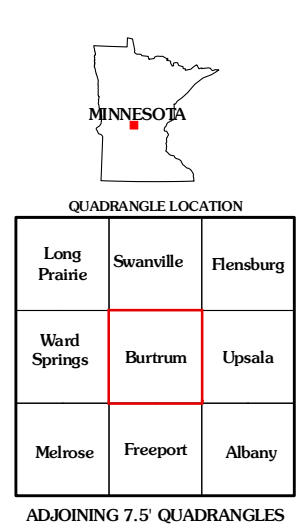 MINNESOTA
QUADRANGLE LOCATION
Long
Prairie
Swanville
Flensburg
Ward
Springs
Burtrum
Upsala
Melrose
Freeport
Albany
ADJOINING 7.5' QUADRANGLES